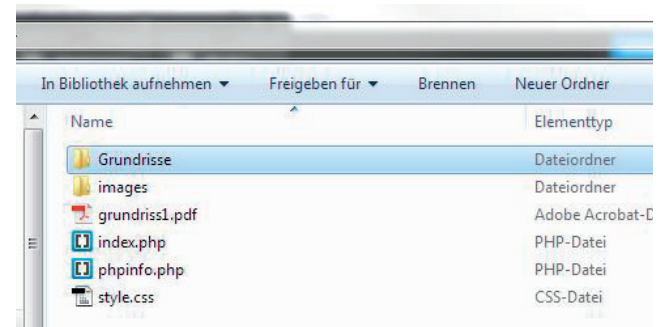 In Bibliothek aufnehmen Freigeben für Brennen Neuer Ordner
Name Elementtyp
Grundrisse Dateiordner
images Dateiordner
grundriss1.pdf Adobe Acrobat-D
index.php PHP-Datei
phpinfo.php PHP-Datei
style.css CSS-Datei